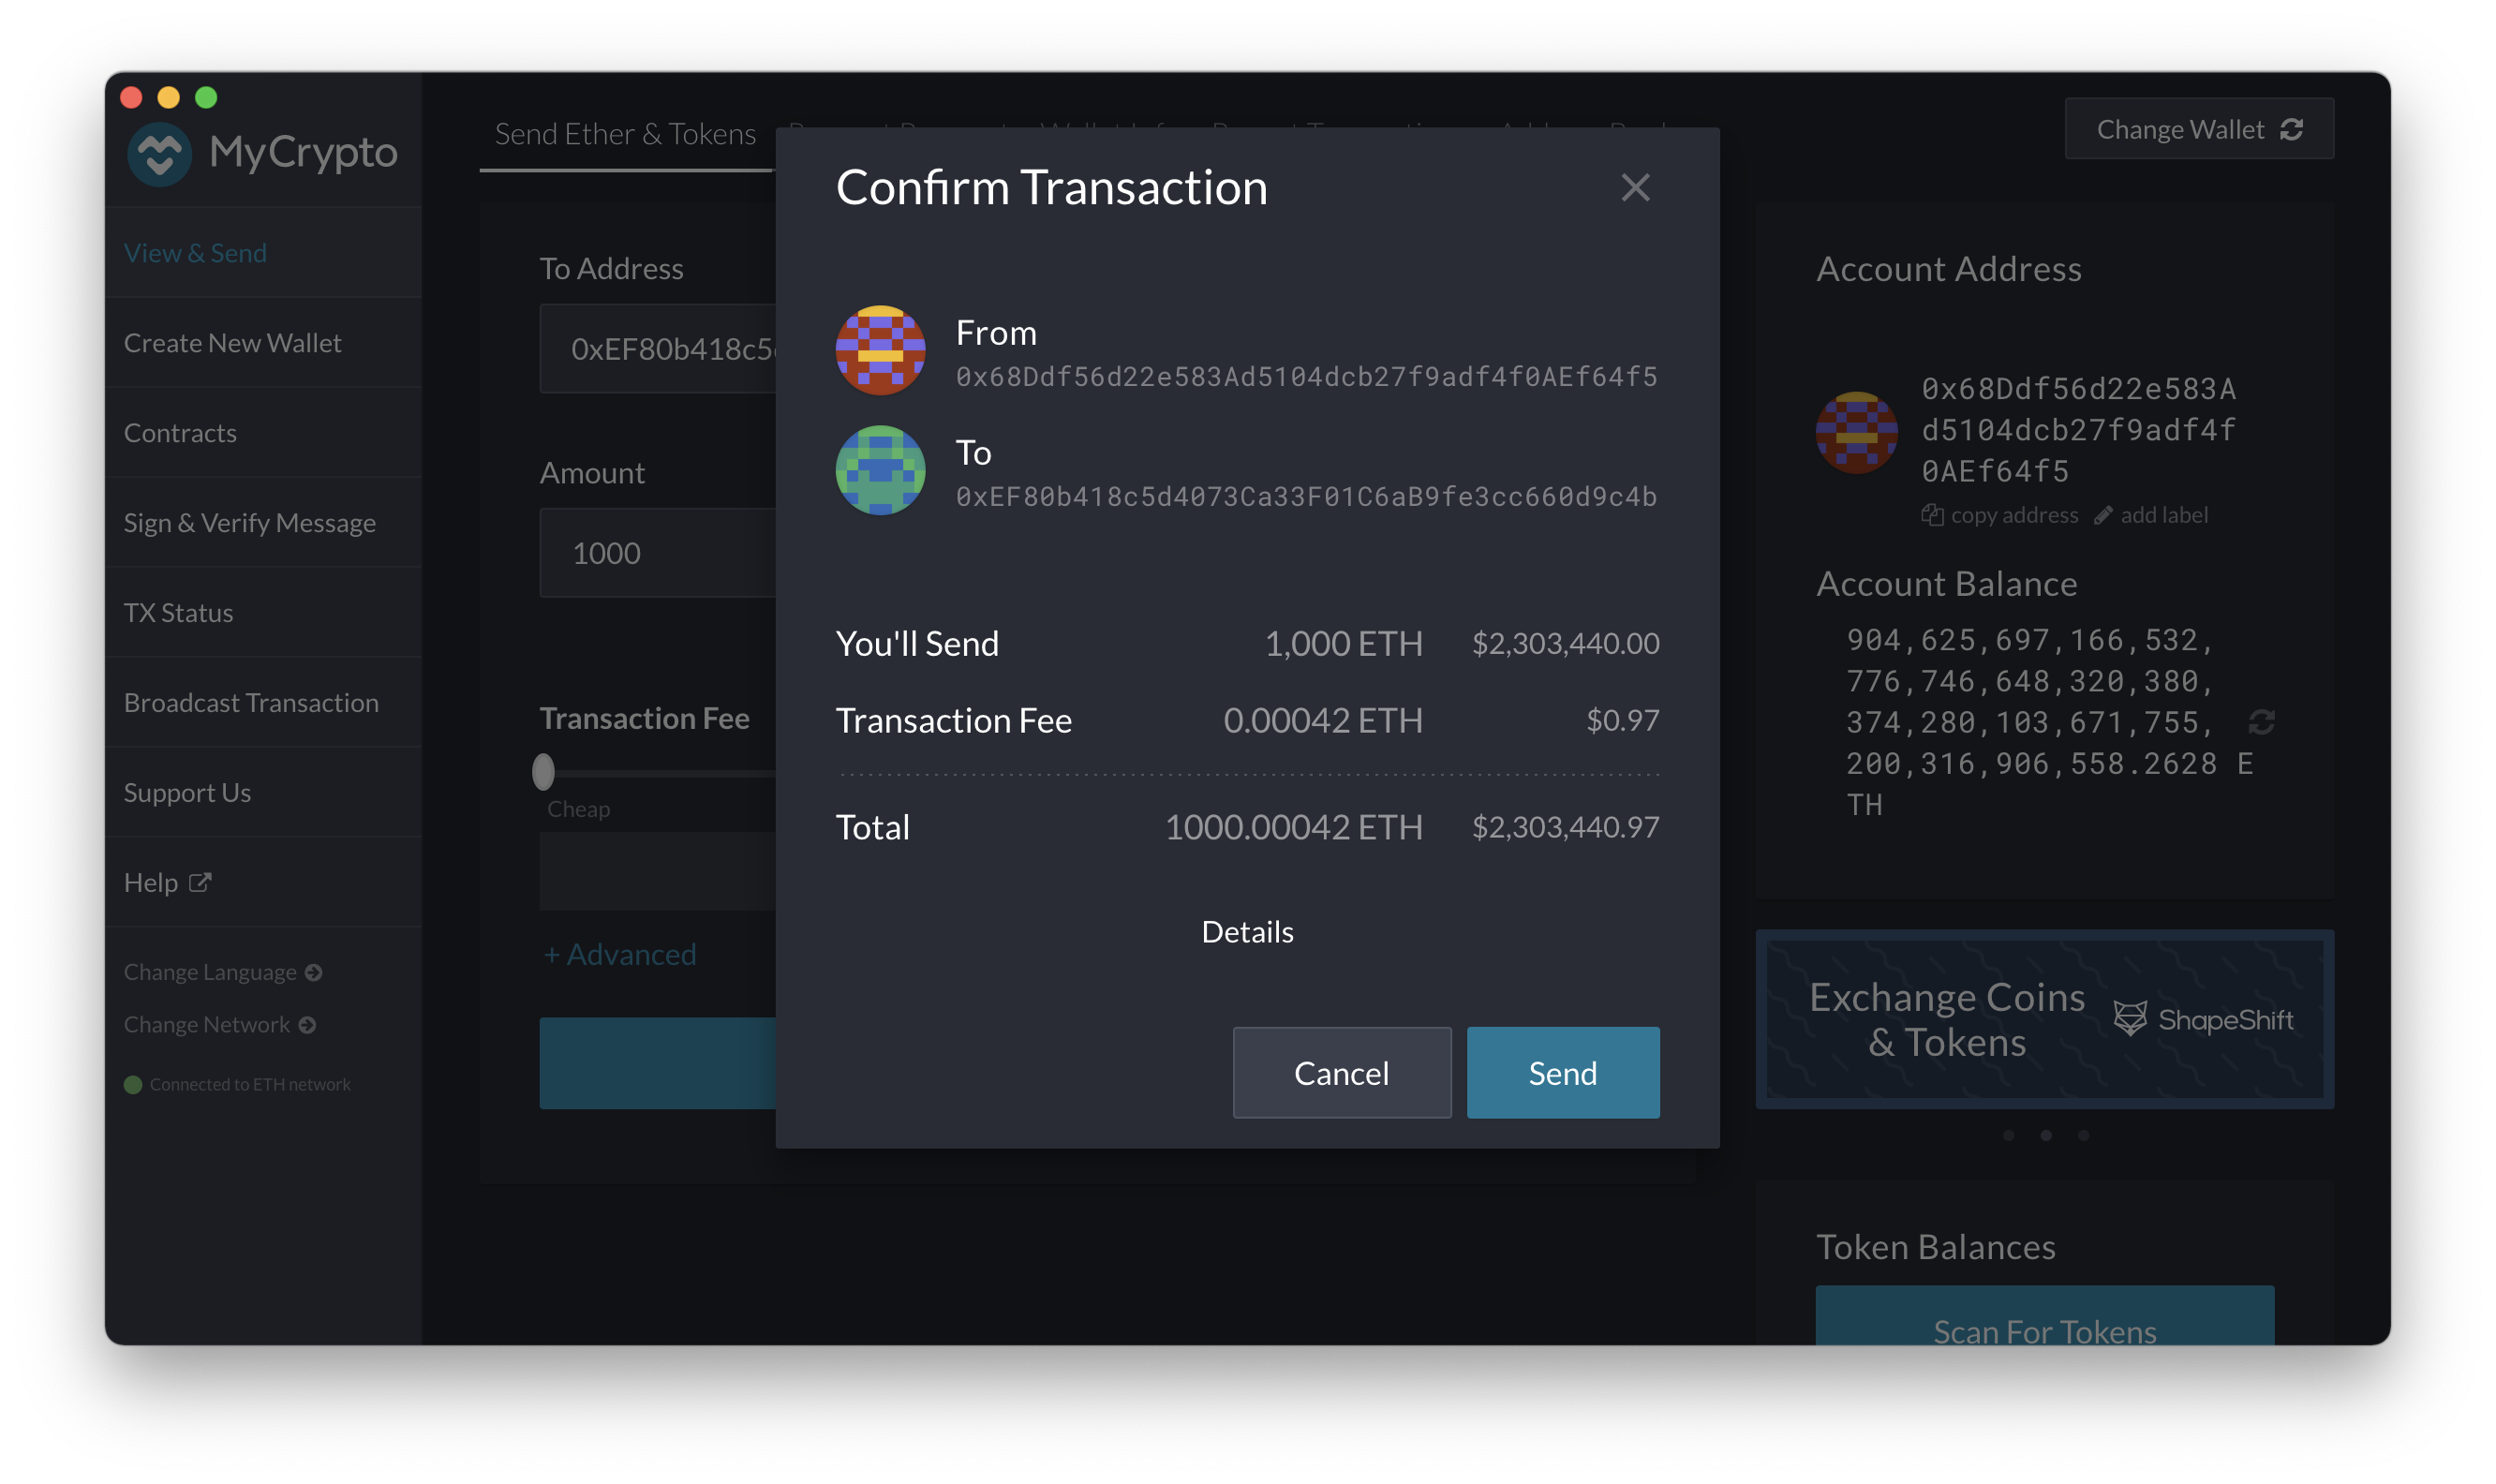 MyCrypto
View & Send
Create New Wallet
Contracts
Sign & Verify Message
TX Status
Broadcast Transaction
Support Us
Help
Change Language
Change Network
Connected to ETH network
Send Ether & Tokens
Change Wallet
To Address
0xEF80b418c5
Amount
1000
Transaction Fee
Cheap
+ Advanced
Confirm Transaction
From
0x68Ddf56d22e583Ad5104dcb27f9adf4f0AEf64f5
To
0xEF80b418c5d4073Ca33F01C6aB9fe3cc660d9c4b
You'll Send 1,000 ETH $2,303,440.00
Transaction Fee 0.00042 ETH $0.97
Total 1000.00042 ETH $2,303,440.97
Details
Cancel Send
Account Address
0x68Ddf56d22e583A
d5104dcb27f9adf4f
0AEf64f5
copy address add label
Account Balance
904,625,697,166,532,
776,746,648,320,380,
374,280,103,671,755,
200,316,906,558.2628 E
TH
Exchange Coins
& Tokens
ShapeShift
Token Balances
Scan For Tokens